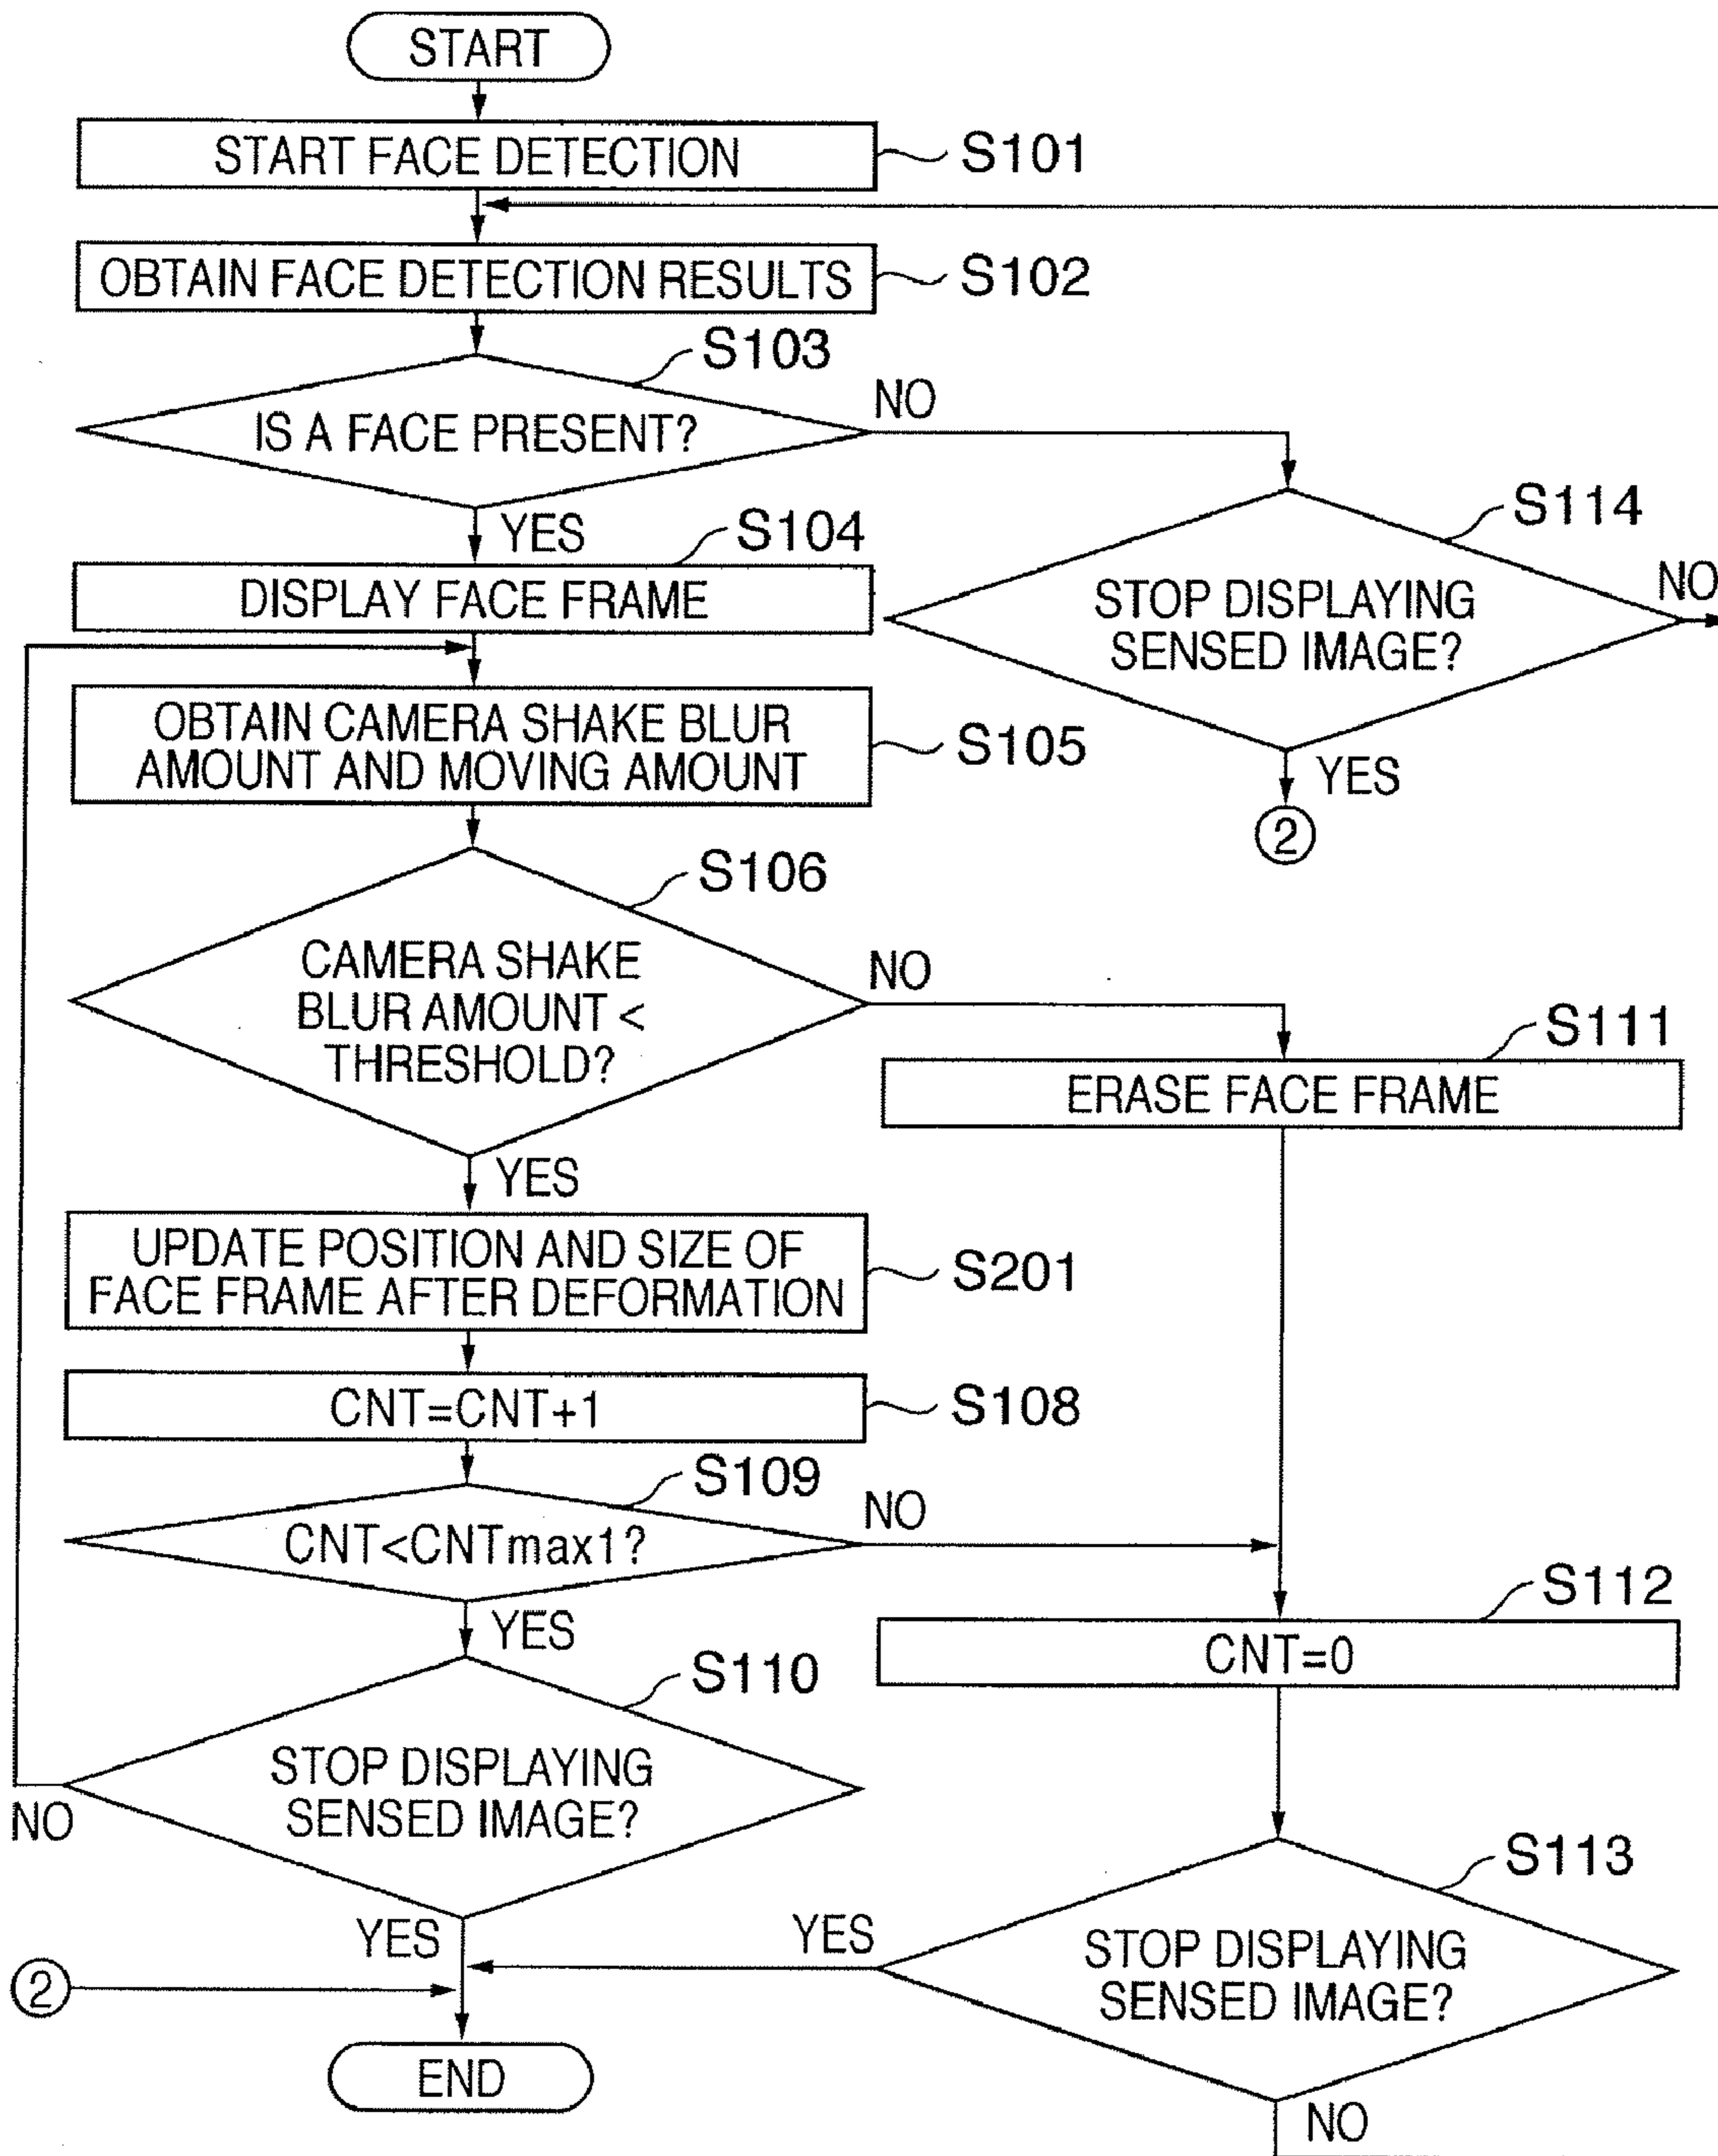 START
START FACE DETECTION
S101
OBTAIN FACE DETECTION RESULTS
S102
S103
IS A FACE PRESENT?
NO
YES
S104
DISPLAY FACE FRAME
S114
STOP DISPLAYING
SENSED IMAGE?
NO
YES
2
OBTAIN CAMERA SHAKE BLUR
AMOUNT AND MOVING AMOUNT
S105
S106
CAMERA SHAKE
BLUR AMOUNT <
THRESHOLD?
NO
YES
S111
ERASE FACE FRAME
UPDATE POSITION AND SIZE OF
FACE FRAME AFTER DEFORMATION
S201
CNT=CNT+1
S108
S109
CNT<CNTmax1?
NO
YES
S112
CNT=0
S110
STOP DISPLAYING
SENSED IMAGE?
NO
YES
S113
STOP DISPLAYING
SENSED IMAGE?
YES
NO
2
END